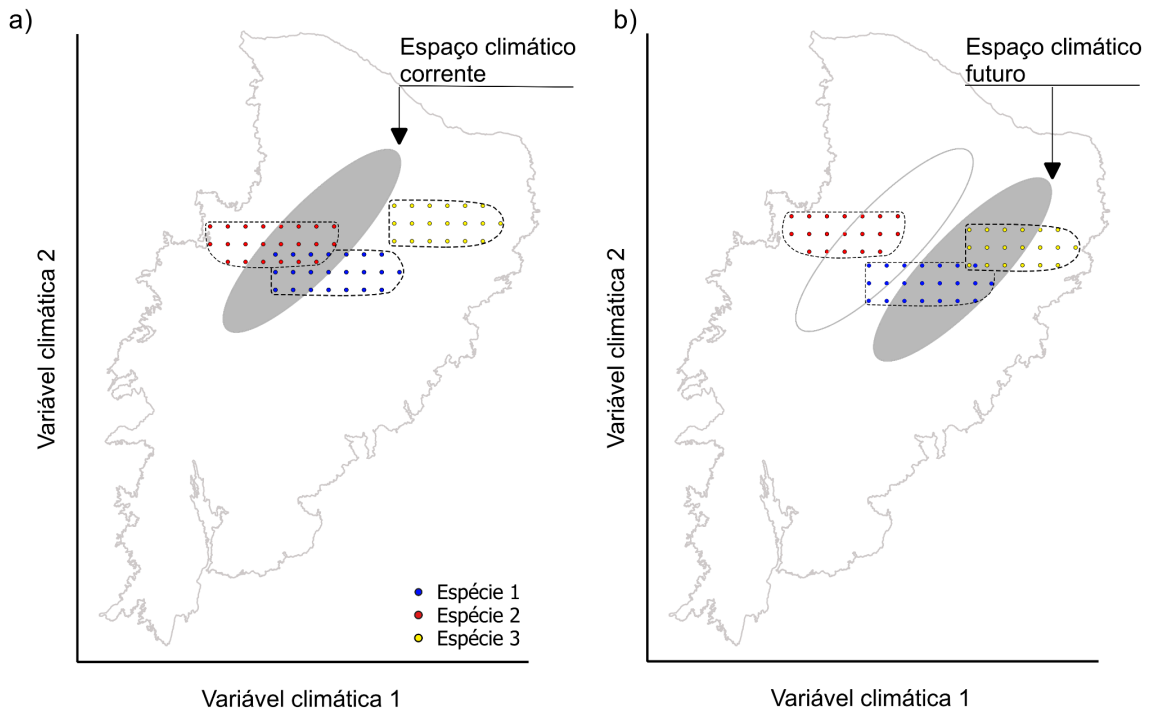 a)
Espaço climático
corrente
Variável climática 2
Espécie 1
Espécie 2
Espécie 3
Variável climática 1
b)
Espaço climático
futuro
Variável climática 2
Variável climática 1